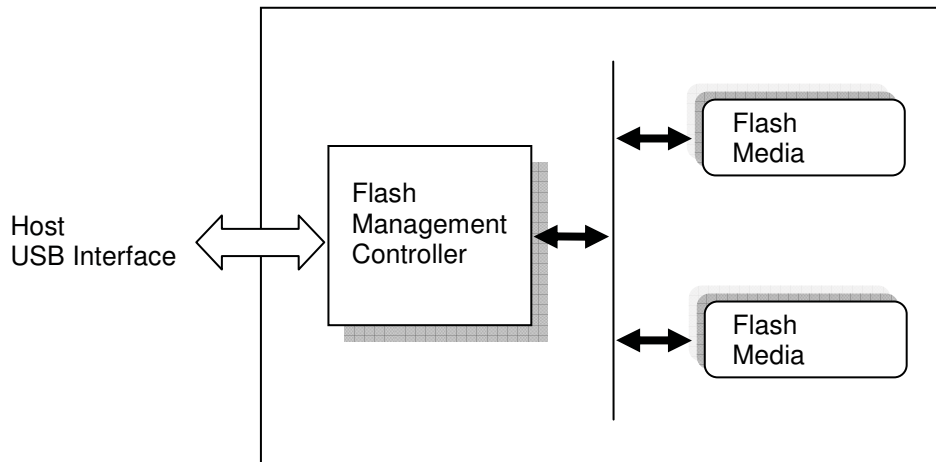 Host
USB Interface
Flash
Management
Controller
Flash
Media
Flash
Media